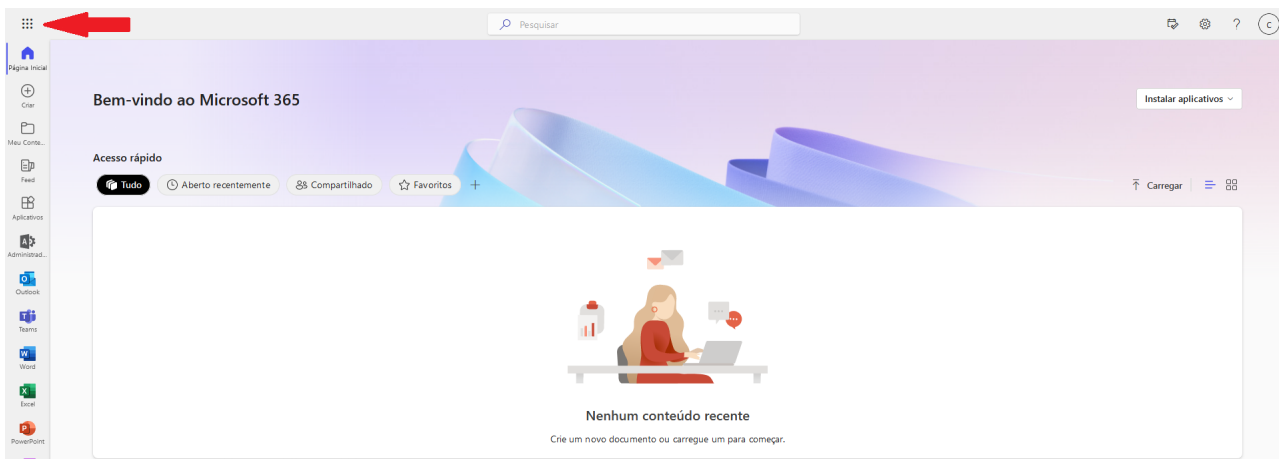 Pesquisar
C
Página Inicial
Criar
Meu Conte...
Feed
Aplicativos
Administrad...
Outlook
Teams
Word
Excel
PowerPoint
Bem-vindo ao Microsoft 365
Instalar aplicativos
Acesso rápido
Tudo
Aberto recentemente
Compartilhado
Favoritos
Carregar
Nenhum conteúdo recente
Crie um novo documento ou carregue um para começar.